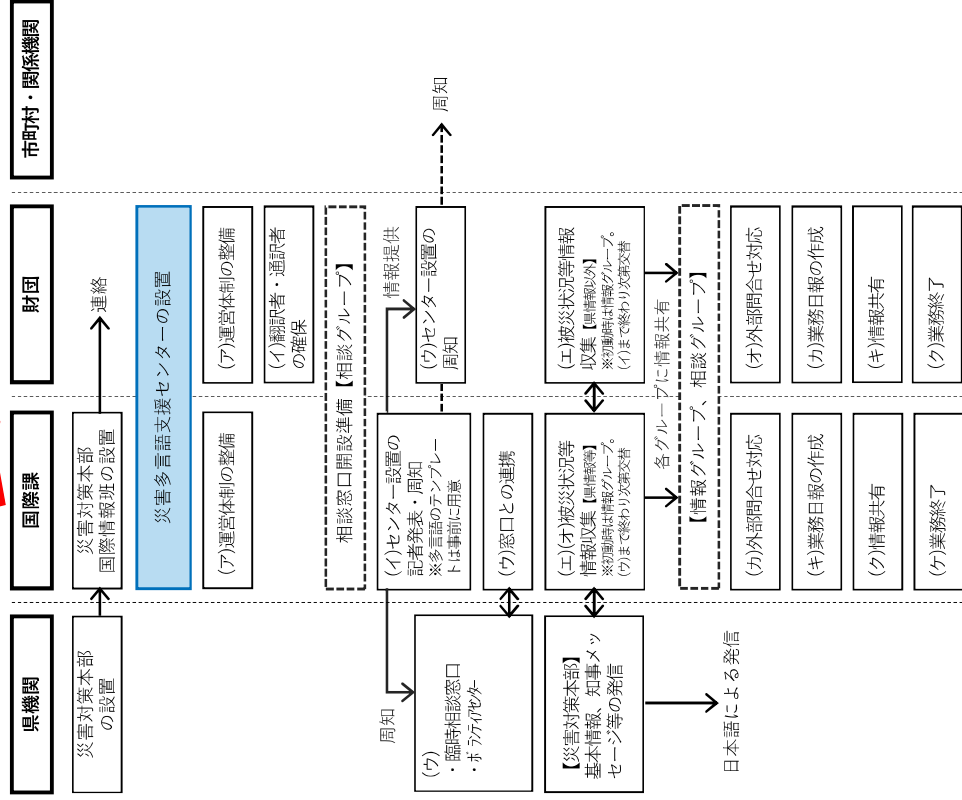 県機関
国際課
財団
市町村・関係機関
災害対策本部
の設置
災害対策本部
国際情報班の設置
連絡
災害多言語支援センターの設置
(ア)運営体制の整備
(ア)運営体制の整備
(イ)翻訳者・通訳者
の確保
相談窓口開設準備【相談グループ】
周知
(イ)センター設置の
記者発表・周知
※多言語のテンプレー
トは事前に用意
情報提供
(ウ)センター設置の
周知
周知
(ウ)
・臨時相談窓口
・ボランティアセンター
(ウ)窓口との連携
【災害対策本部】
基本情報、知事メッ
セージ等の発信
(エ)(オ)被災状況等
情報収集【県情報等】
※初動時は情報グループ。
(ウ)まで終わり次第交替
(エ)被災状況等情報
収集【県情報以外】
※初動時は情報グループ。
(イ)まで終わり次第交替
各グループに情報共有
日本語による発信
【情報グループ、相談グループ】
(カ)外部問合せ対応
(オ)外部問合せ対応
(キ)業務日報の作成
(カ)業務日報の作成
(ク)情報共有
(キ)情報共有
(ケ)業務終了
(ク)業務終了